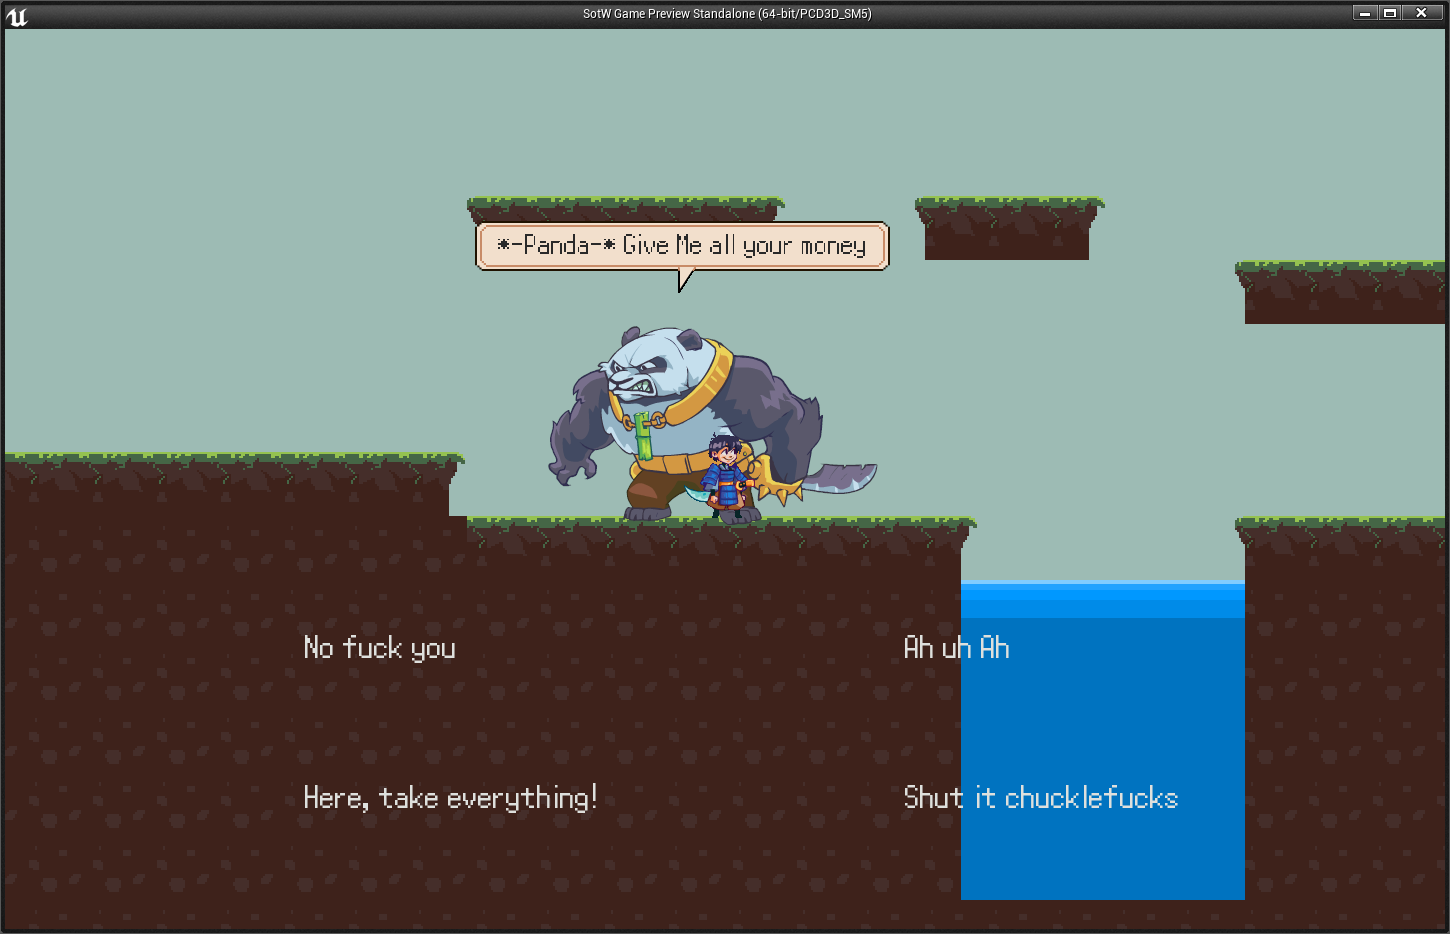 SotW Game Preview Standalone (64-bit/PCD3D_SM5)
*-Panda-* Give Me all your money
No fuck you
Ah uh Ah
Here, take everything!
Shut it chucklefucks